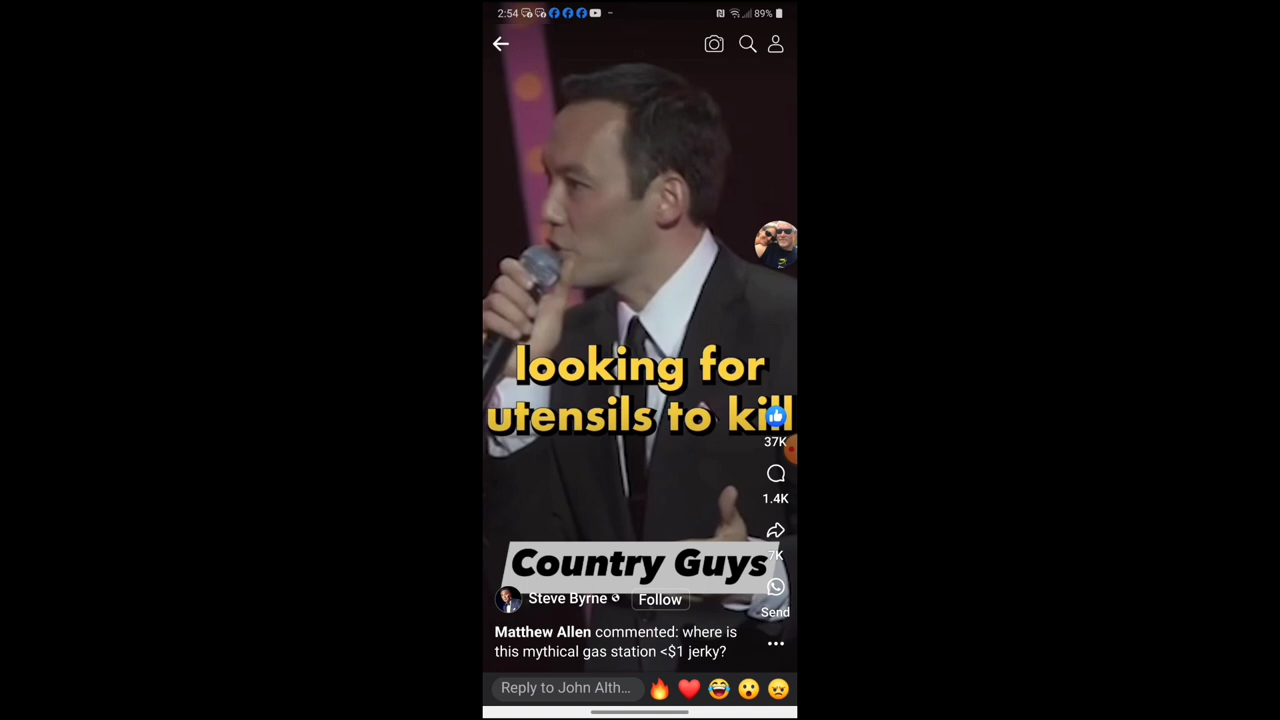 2:54
89%
looking for
utensils to kill
37K
1.4K
7K
Country Guys
Steve Byrne
Follow
Send
Matthew Allen commented: where is
this mythical gas station <$1 jerky?
Reply to John Alth...